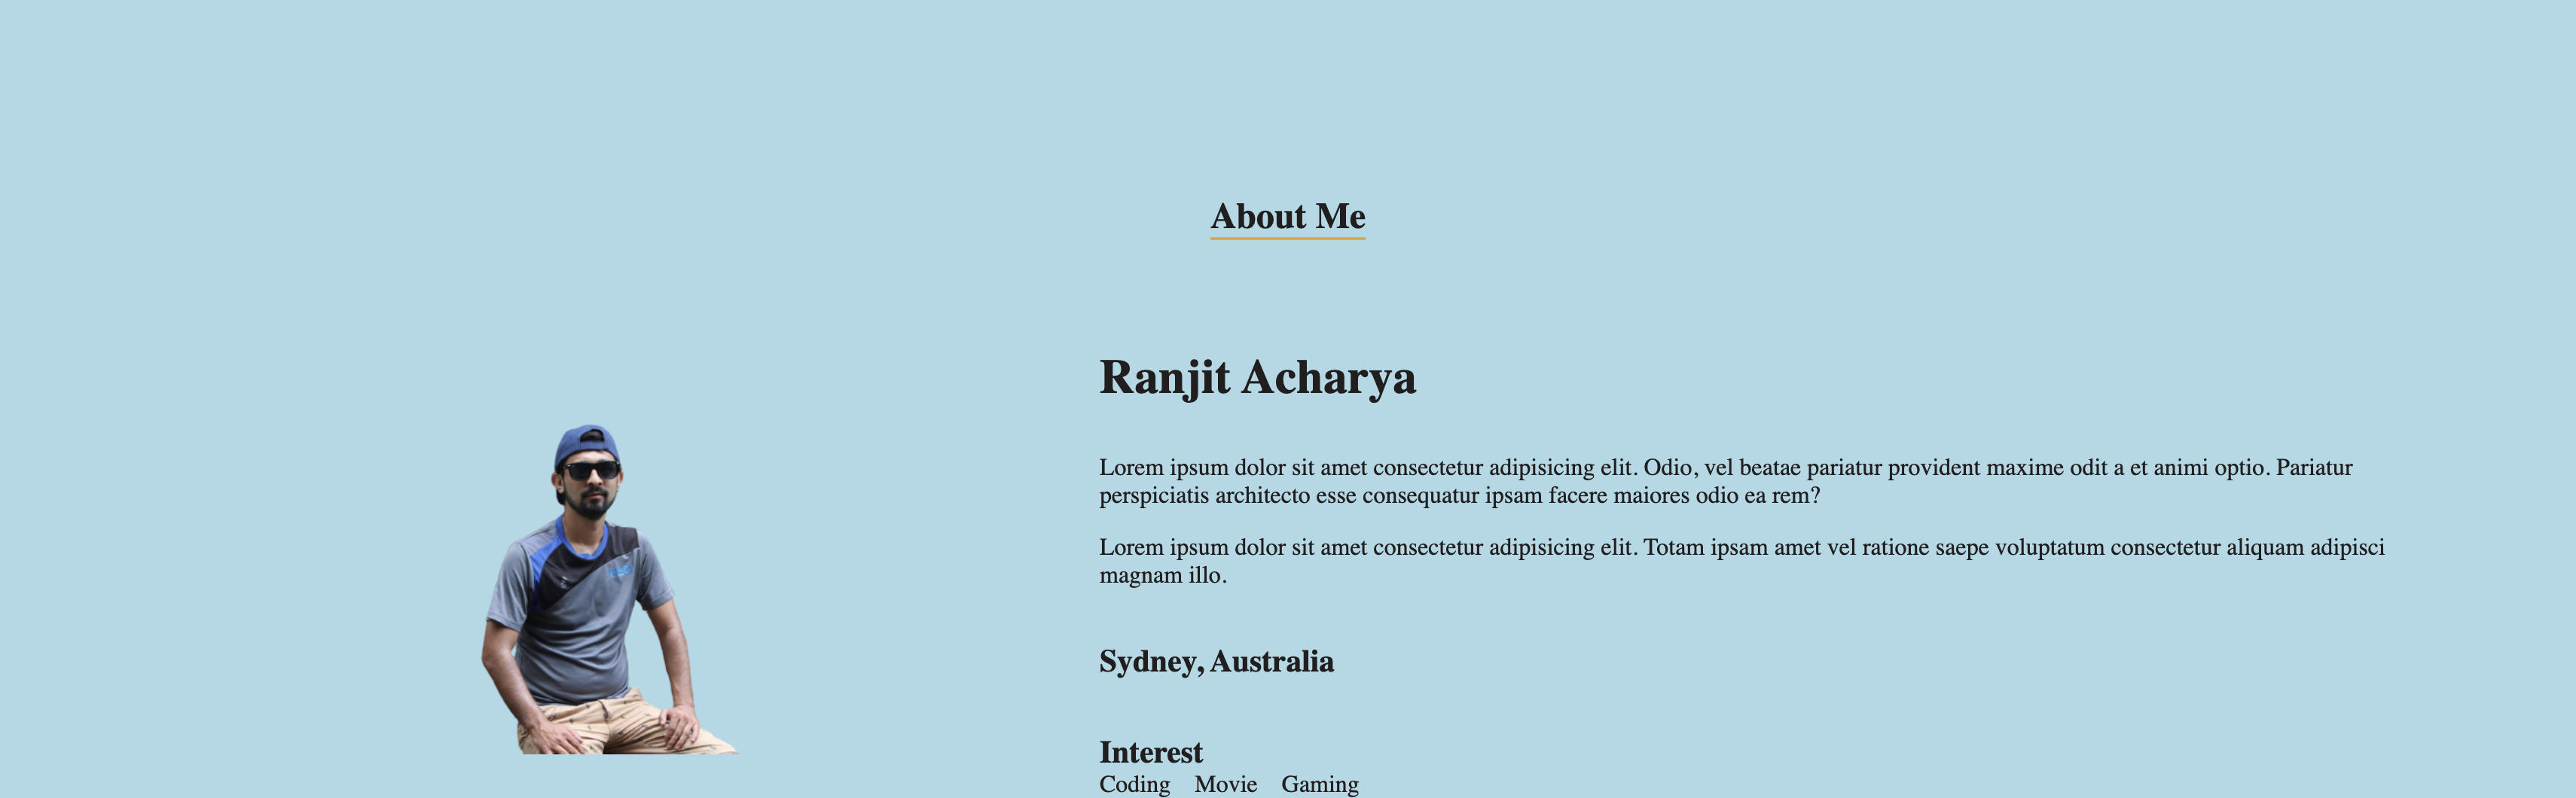 About Me
Ranjit Acharya
Lorem ipsum dolor sit amet consectetur adipisicing elit. Odio, vel beatae pariatur provident maxime odit a et animi optio. Pariatur
perspiciatis architecto esse consequatur ipsam facere maiores odio ea rem?
Lorem ipsum dolor sit amet consectetur adipisicing elit. Totam ipsam amet vel ratione saepe voluptatum consectetur aliquam adipisci
magnam illo.
Sydney, Australia
Interest
Coding Movie Gaming